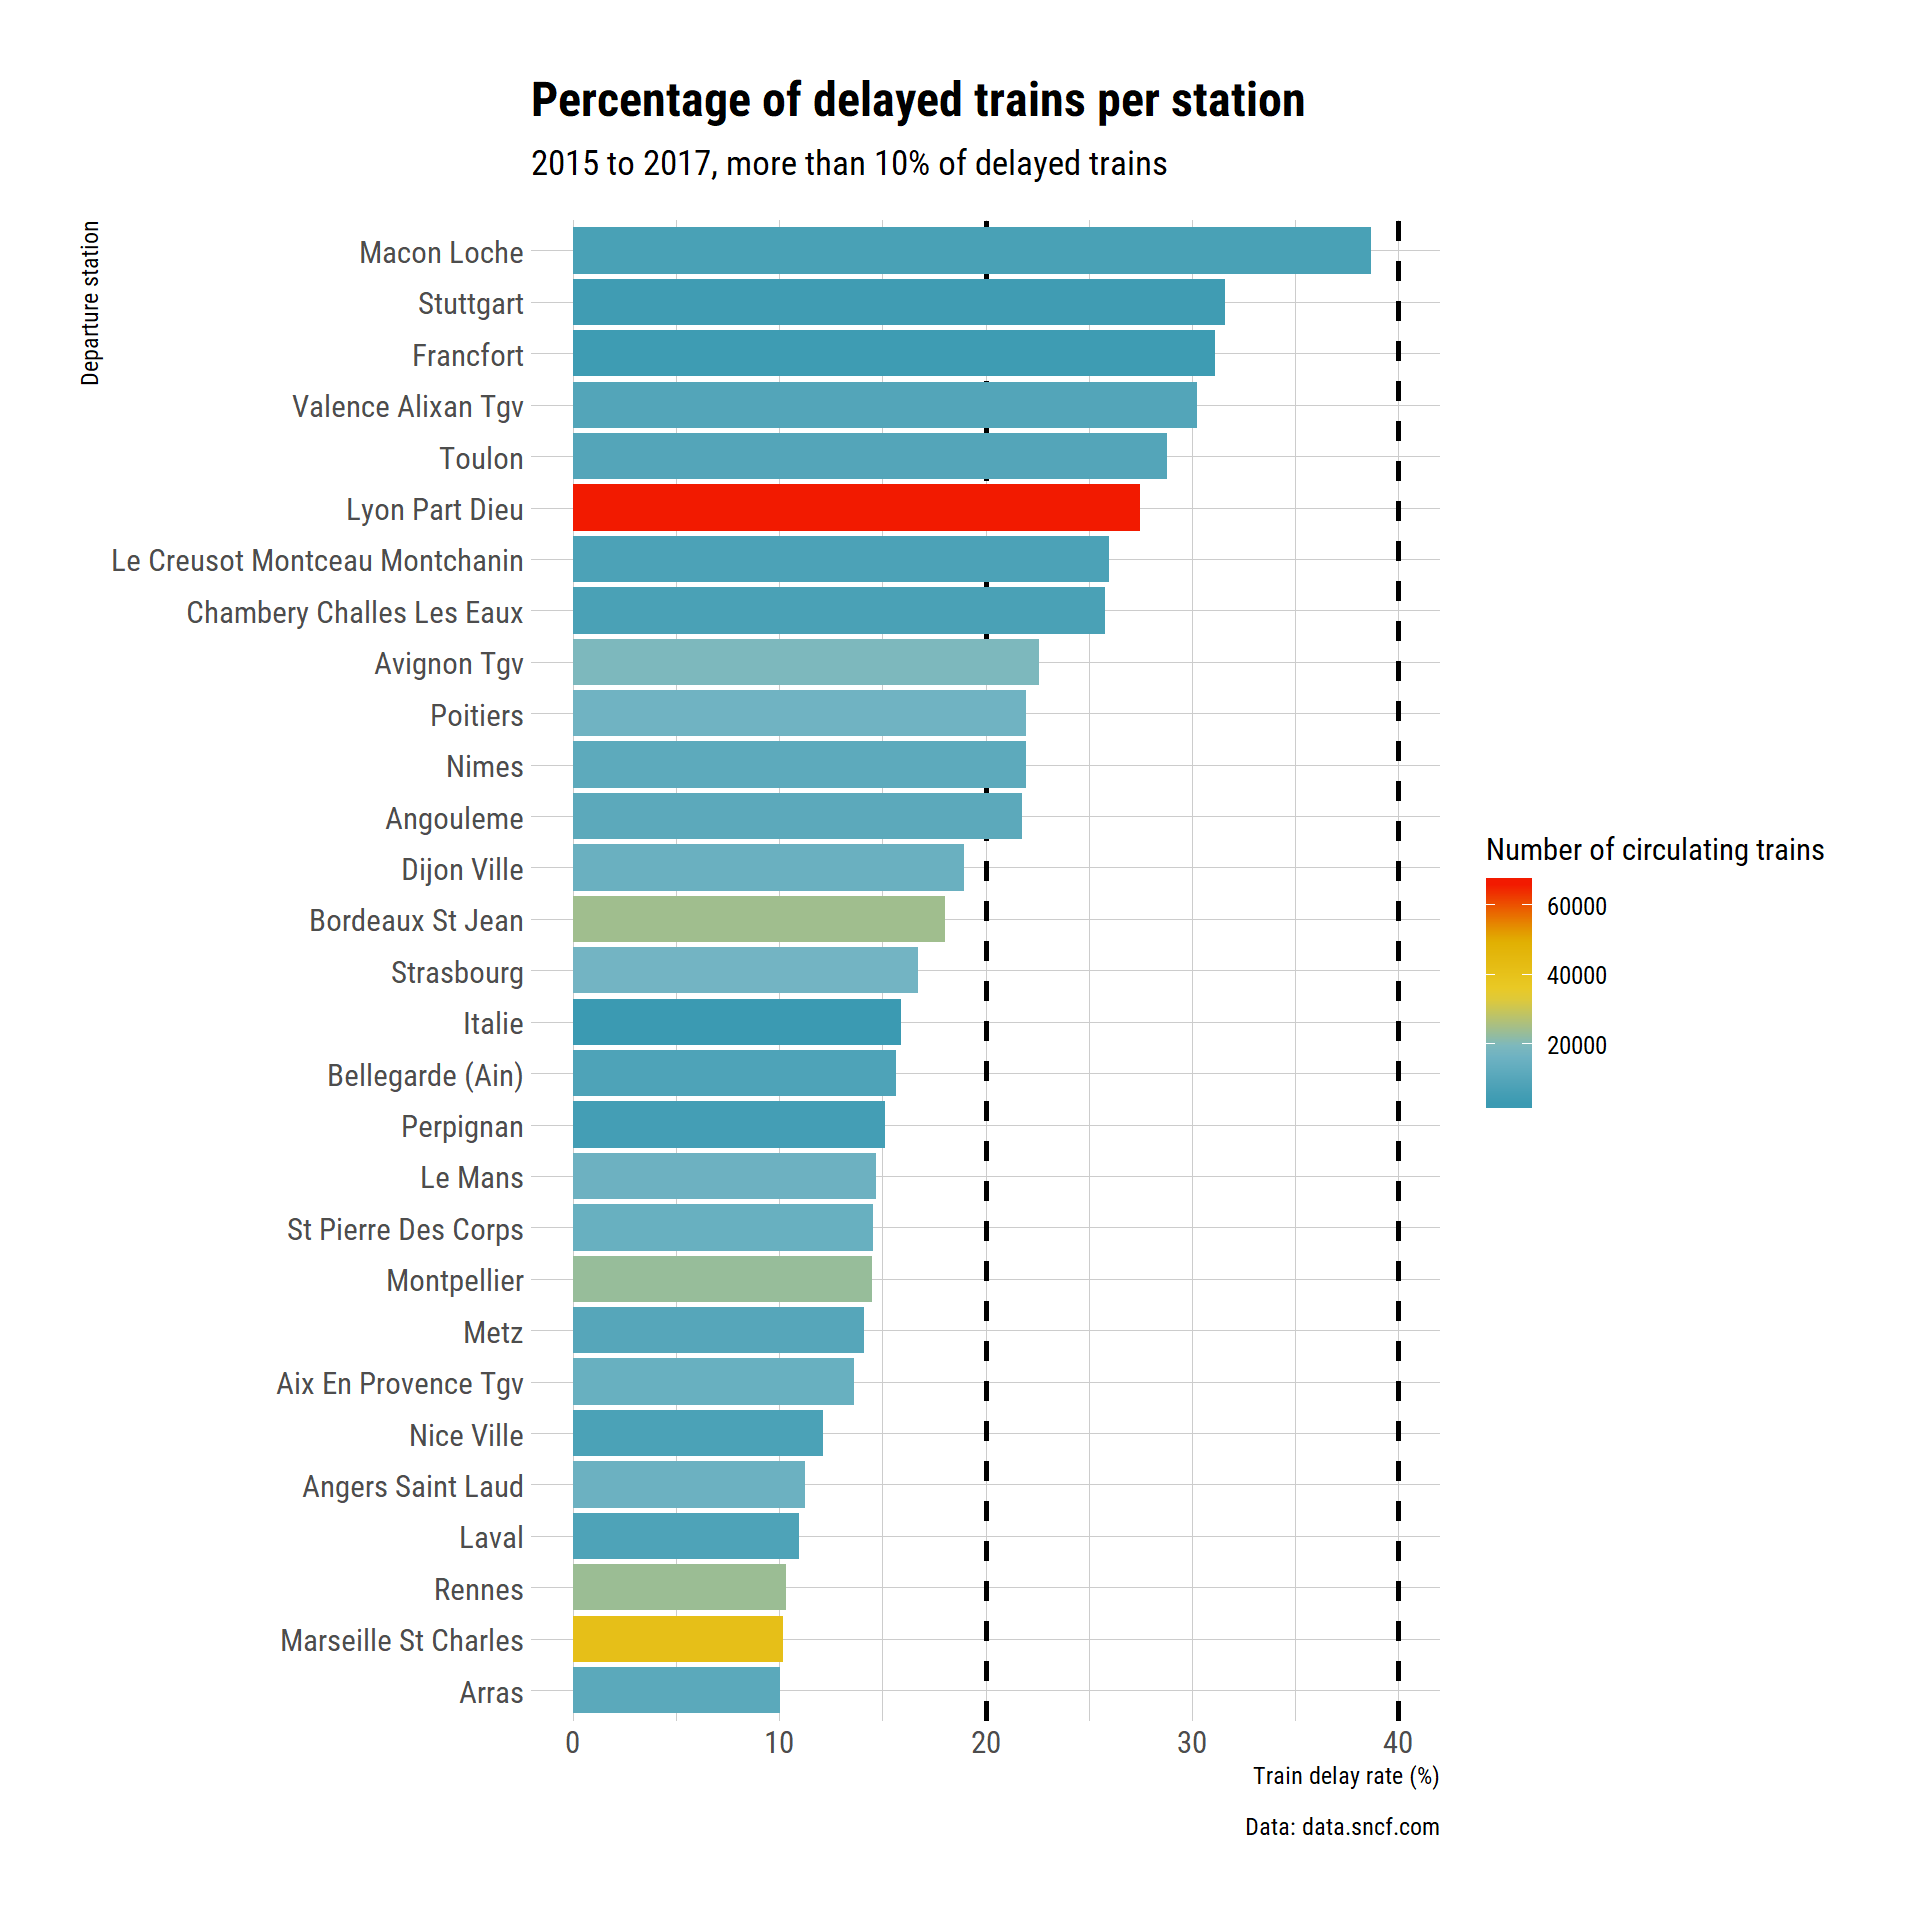 Percentage of delayed trains per station
2015 to 2017, more than 10% of delayed trains
Departure station
Macon Loche
Stuttgart
Francfort
Valence Alixan Tgv
Toulon
Lyon Part Dieu
Le Creusot Montceau Montchanin
Chambery Challes Les Eaux
Avignon Tgv
Poitiers
Nimes
Angouleme
Dijon Ville
Bordeaux St Jean
Strasbourg
Italie
Bellegarde (Ain)
Perpignan
Le Mans
St Pierre Des Corps
Montpellier
Metz
Aix En Provence Tgv
Nice Ville
Angers Saint Laud
Laval
Rennes
Marseille St Charles
Arras
0 10 20 30 40
Train delay rate (%)
Data: data.sncf.com
Number of circulating trains
60000
40000
20000